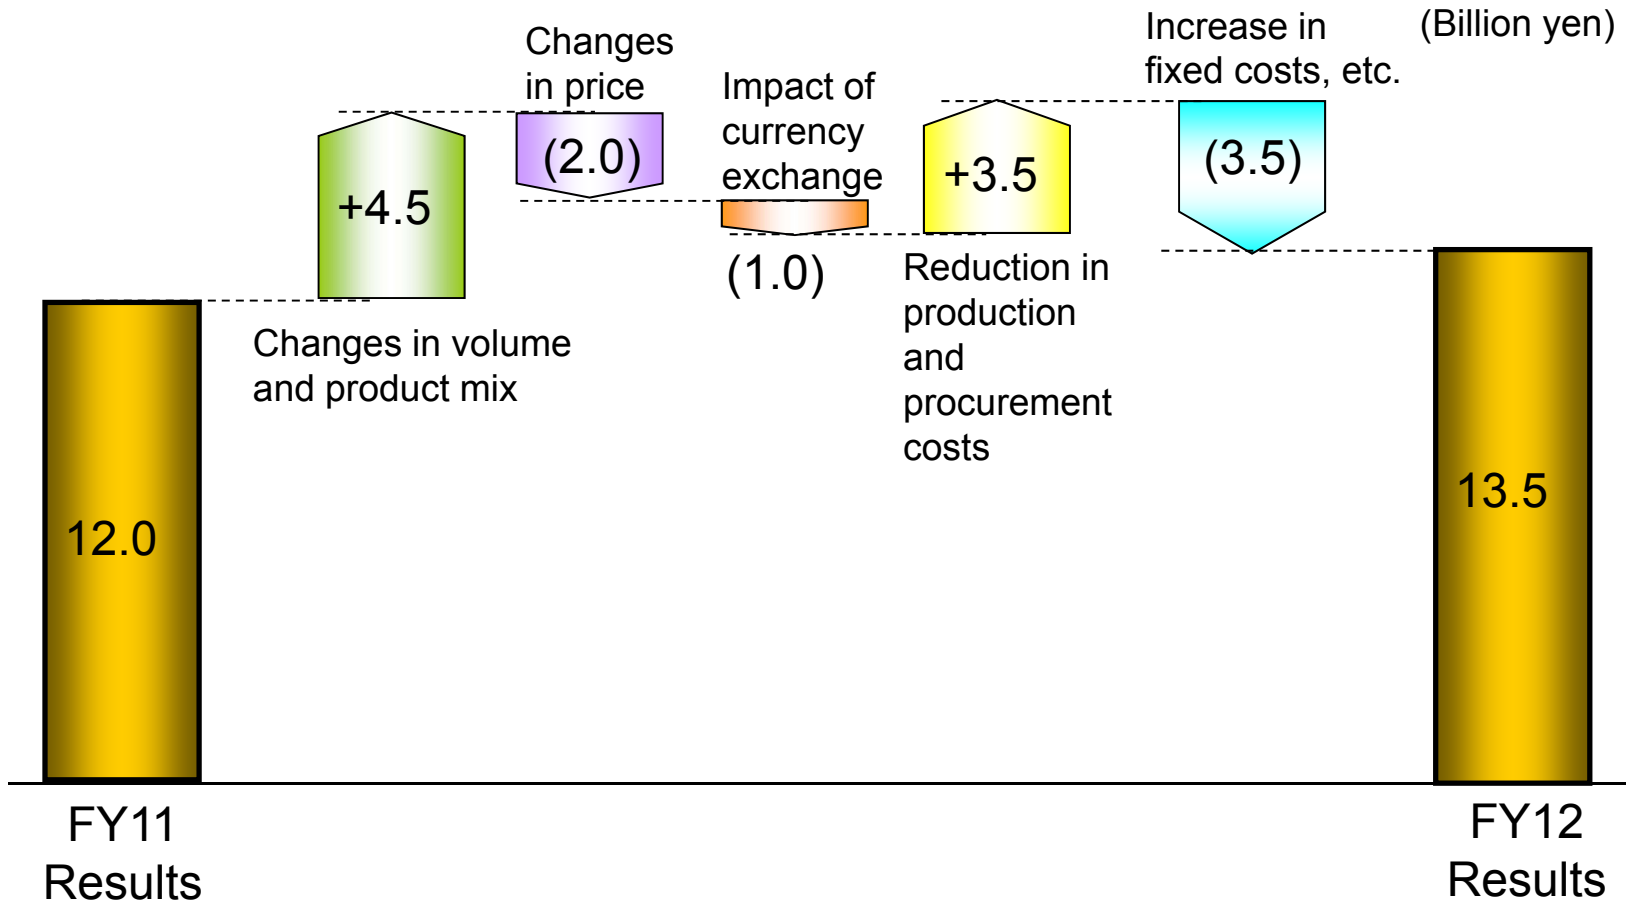 (Billion yen)
12.0
FY11
Results
+4.5
Changes in volume
and product mix
Changes
in price
(2.0)
Impact of
currency
exchange
(1.0)
+3.5
Reduction in
production
and
procurement
costs
Increase in
fixed costs, etc.
(3.5)
13.5
FY12
Results